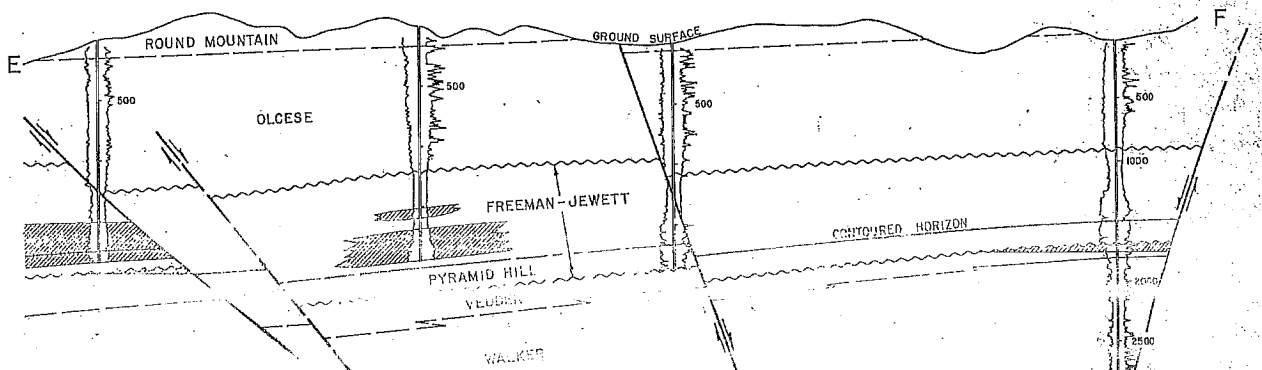 E
F
ROUND MOUNTAIN
GROUND SURFACE
500
500
500
500
OLCESE
1000
FREEMAN-JEWETT
CONTOURED HORIZON
PYRAMID HILL
VEDDER
2000
WALKER
2500